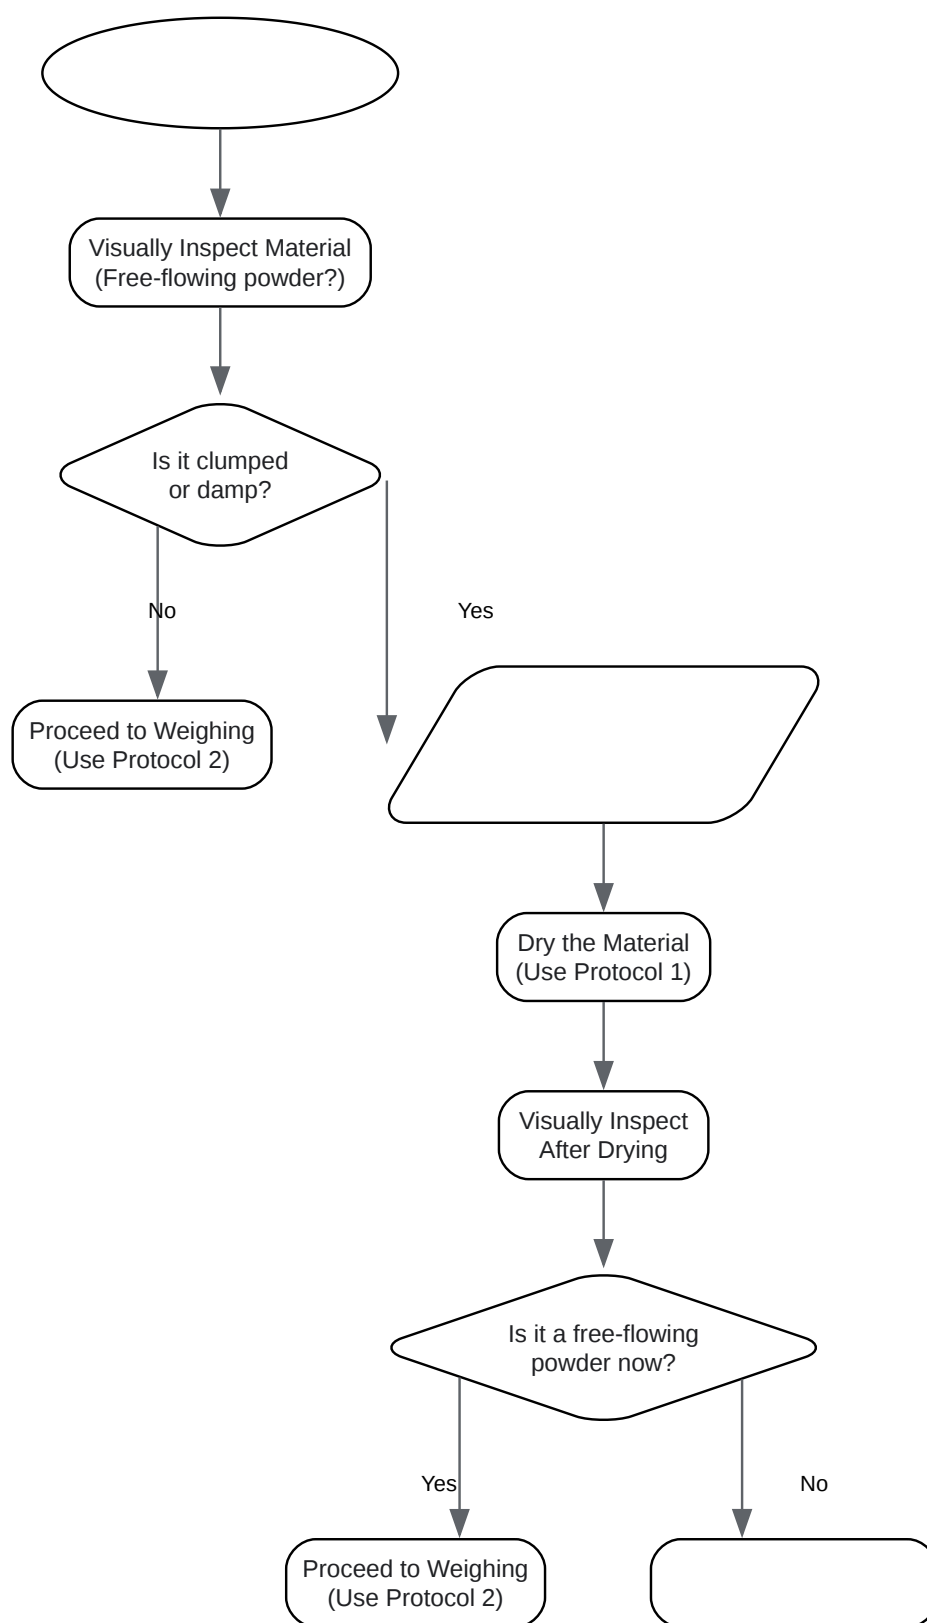 Visually Inspect Material
(Free-flowing powder?)
Is it clumped
or damp?
No
Yes
Proceed to Weighing
(Use Protocol 2)
Dry the Material
(Use Protocol 1)
Visually Inspect
After Drying
Is it a free-flowing
powder now?
Yes
No
Proceed to Weighing
(Use Protocol 2)